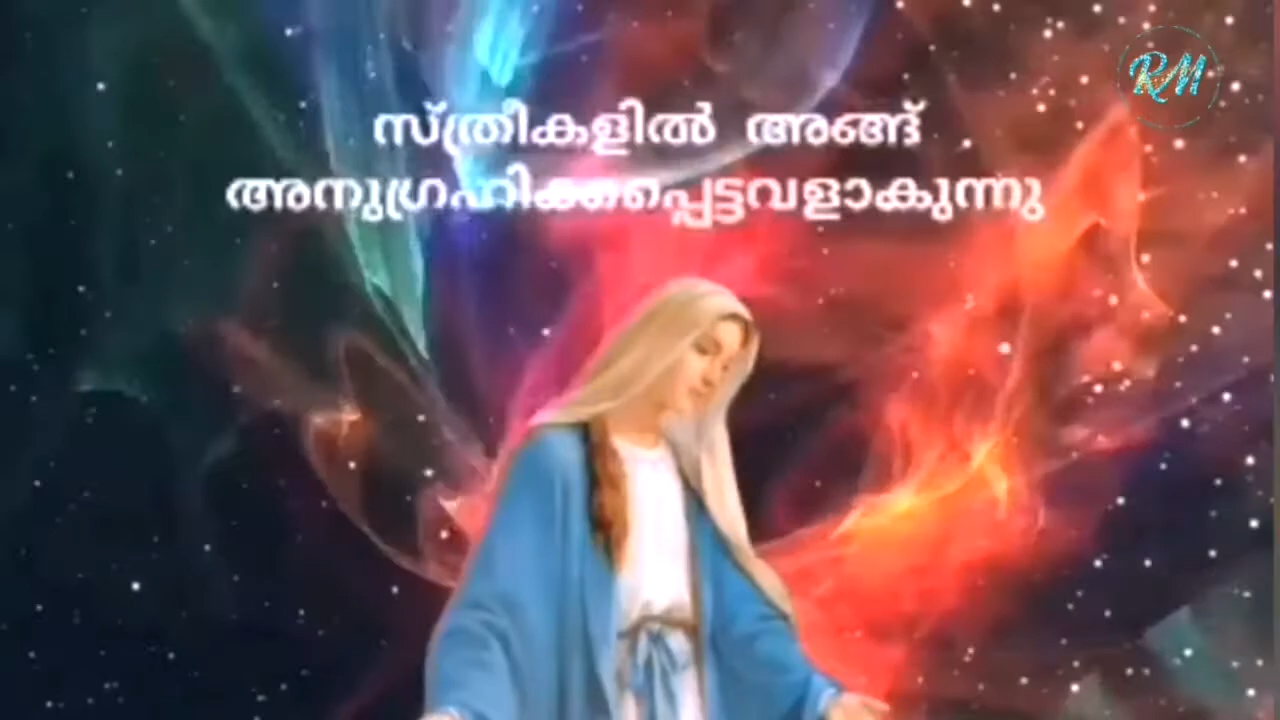 RM
സ്ത്രീകളിൽ അങ്ങ്
അനുഗ്രഹിക്കപ്പെട്ടവളാകുന്നു